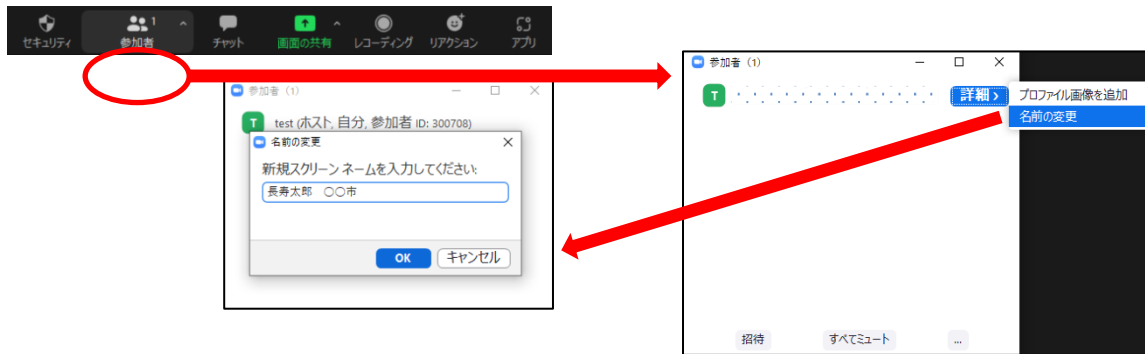 1
セキュリティ 参加者 チャット 画面の共有 レコーディング リアクション アプリ
参加者 (1)
T test (ホスト, 自分, 参加者 ID: 300708)
名前の変更
新規スクリーン ネームを入力してください:
長寿太郎 〇〇市
OK キャンセル
参加者 (1)
T 詳細 > プロファイル画像を追加
名前の変更
招待 すべてミュート ...